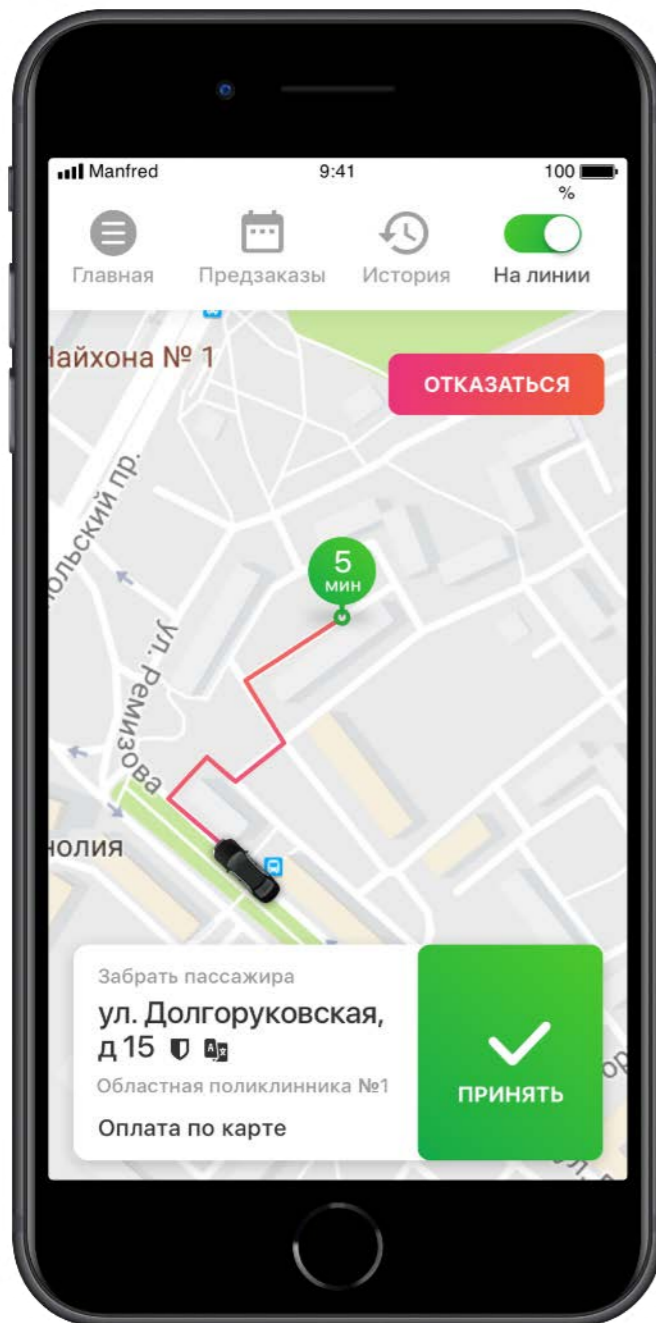 Manfred 9:41 100
%
Главная Предзаказы История На линии
Чайхона № 1
ОТКАЗАТЬСЯ
польский пр.
5
мин
ул. Ремизова
нолия
Забрать пассажира
ул. Долгоруковская,
д 15
Областная поликлинника №1
Оплата по карте
ПРИНЯТЬ